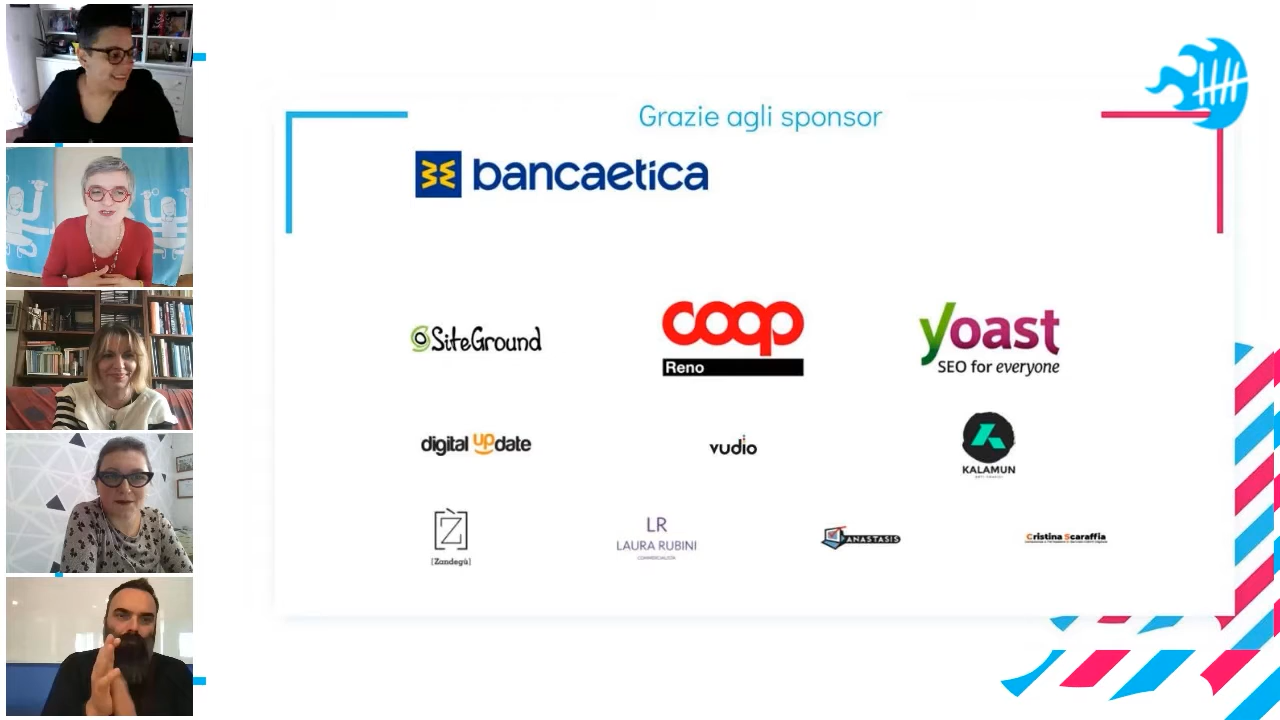 Grazie agli sponsor
bancaetica
SiteGround
coop
Reno
yoast
SEO for everyone
digital update
vudio
KALAMUN
[Zandegù]
LR
LAURA RUBINI
COMMERCIALISTA
ANASTASIS
Cristina Scaraffia